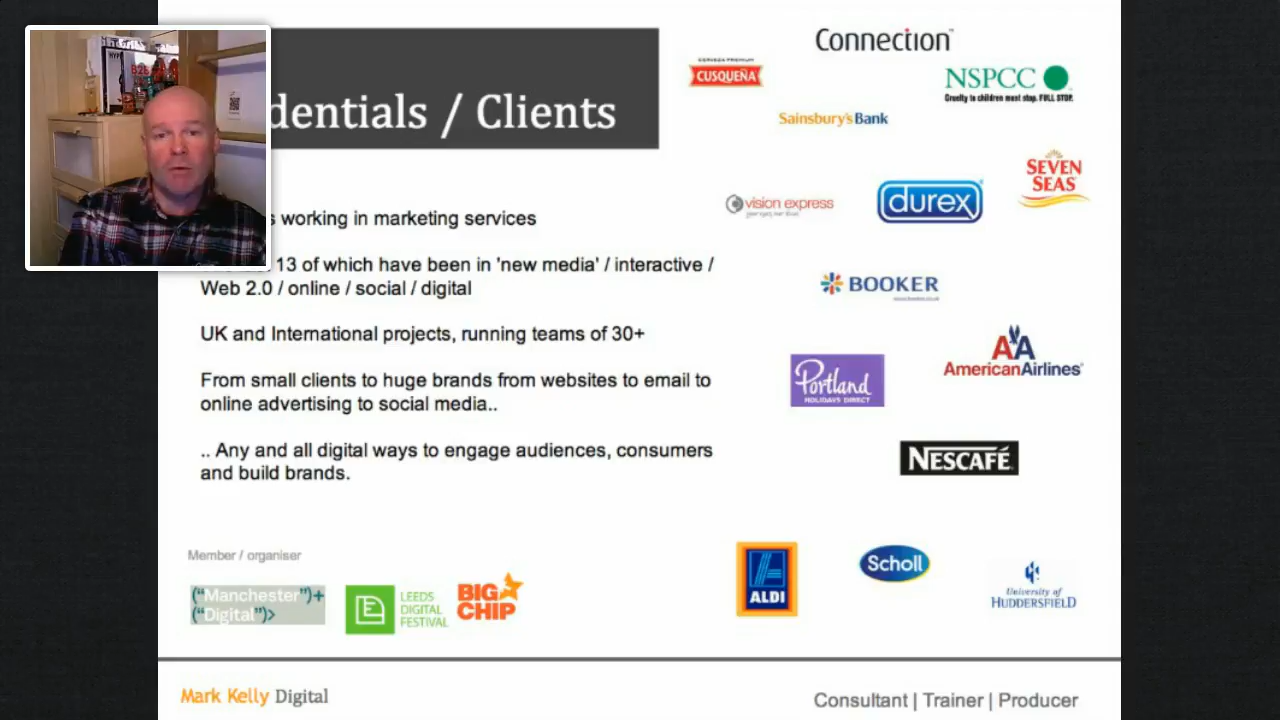 dentials / Clients
Connection
CERVEZA PREMIUM
CUSQUEÑA
NSPCC
Cruelty to children must stop. FULL STOP.
Sainsbury's Bank
SEVEN
SEAS
vision express
durex
working in marketing services
13 of which have been in 'new media' / interactive /
Web 2.0 / online / social / digital
BOOKER
UK and International projects, running teams of 30+
AA
AmericanAirlines
From small clients to huge brands from websites to email to
online advertising to social media..
Portland
HOLIDAYS DIRECT
.. Any and all digital ways to engage audiences, consumers
and build brands.
NESCAFÉ
Member / organiser
("Manchester")+
("Digital")>
LEEDS
DIGITAL
FESTIVAL
BIG
CHIP
ALDI
Scholl
University of
HUDDERSFIELD
Mark Kelly Digital
Consultant | Trainer | Producer